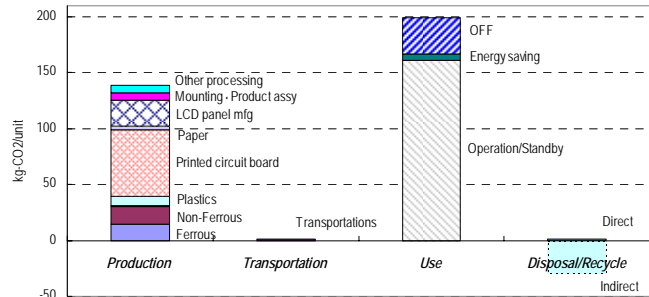 200
150
100
50
0
-50
kg-CO2/unit
Other processing
Mounting・Product assy
LCD panel mfg
Paper
Printed circuit board
Plastics
Non-Ferrous
Ferrous
Transportations
OFF
Energy saving
Operation/Standby
Direct
Indirect
Production
Transportation
Use
Disposal/Recycle